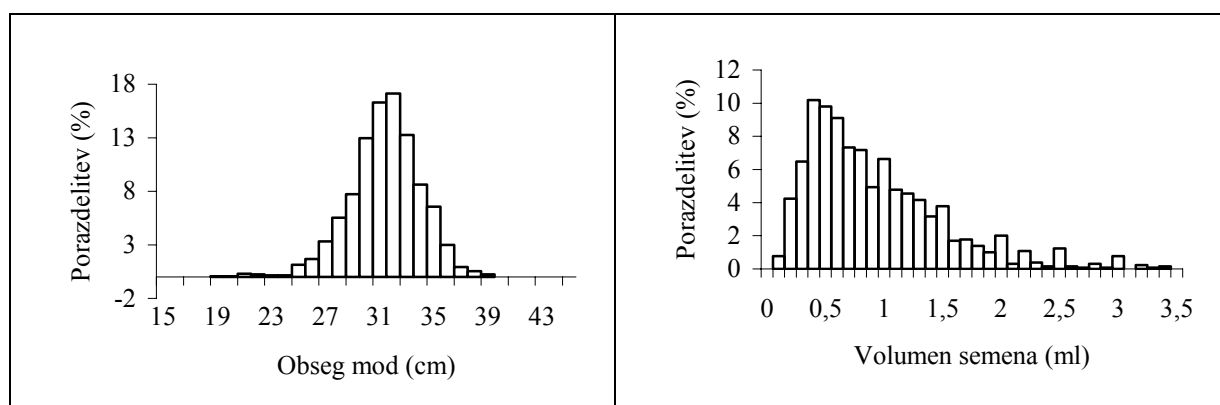 Porazdelitev (%)
18
13
8
3
-2
15 19 23 27 31 35 39 43
Obseg mod (cm)
Porazdelitev (%)
12
10
8
6
4
2
0
0 0,5 1 1,5 2 2,5 3 3,5
Volumen semena (ml)